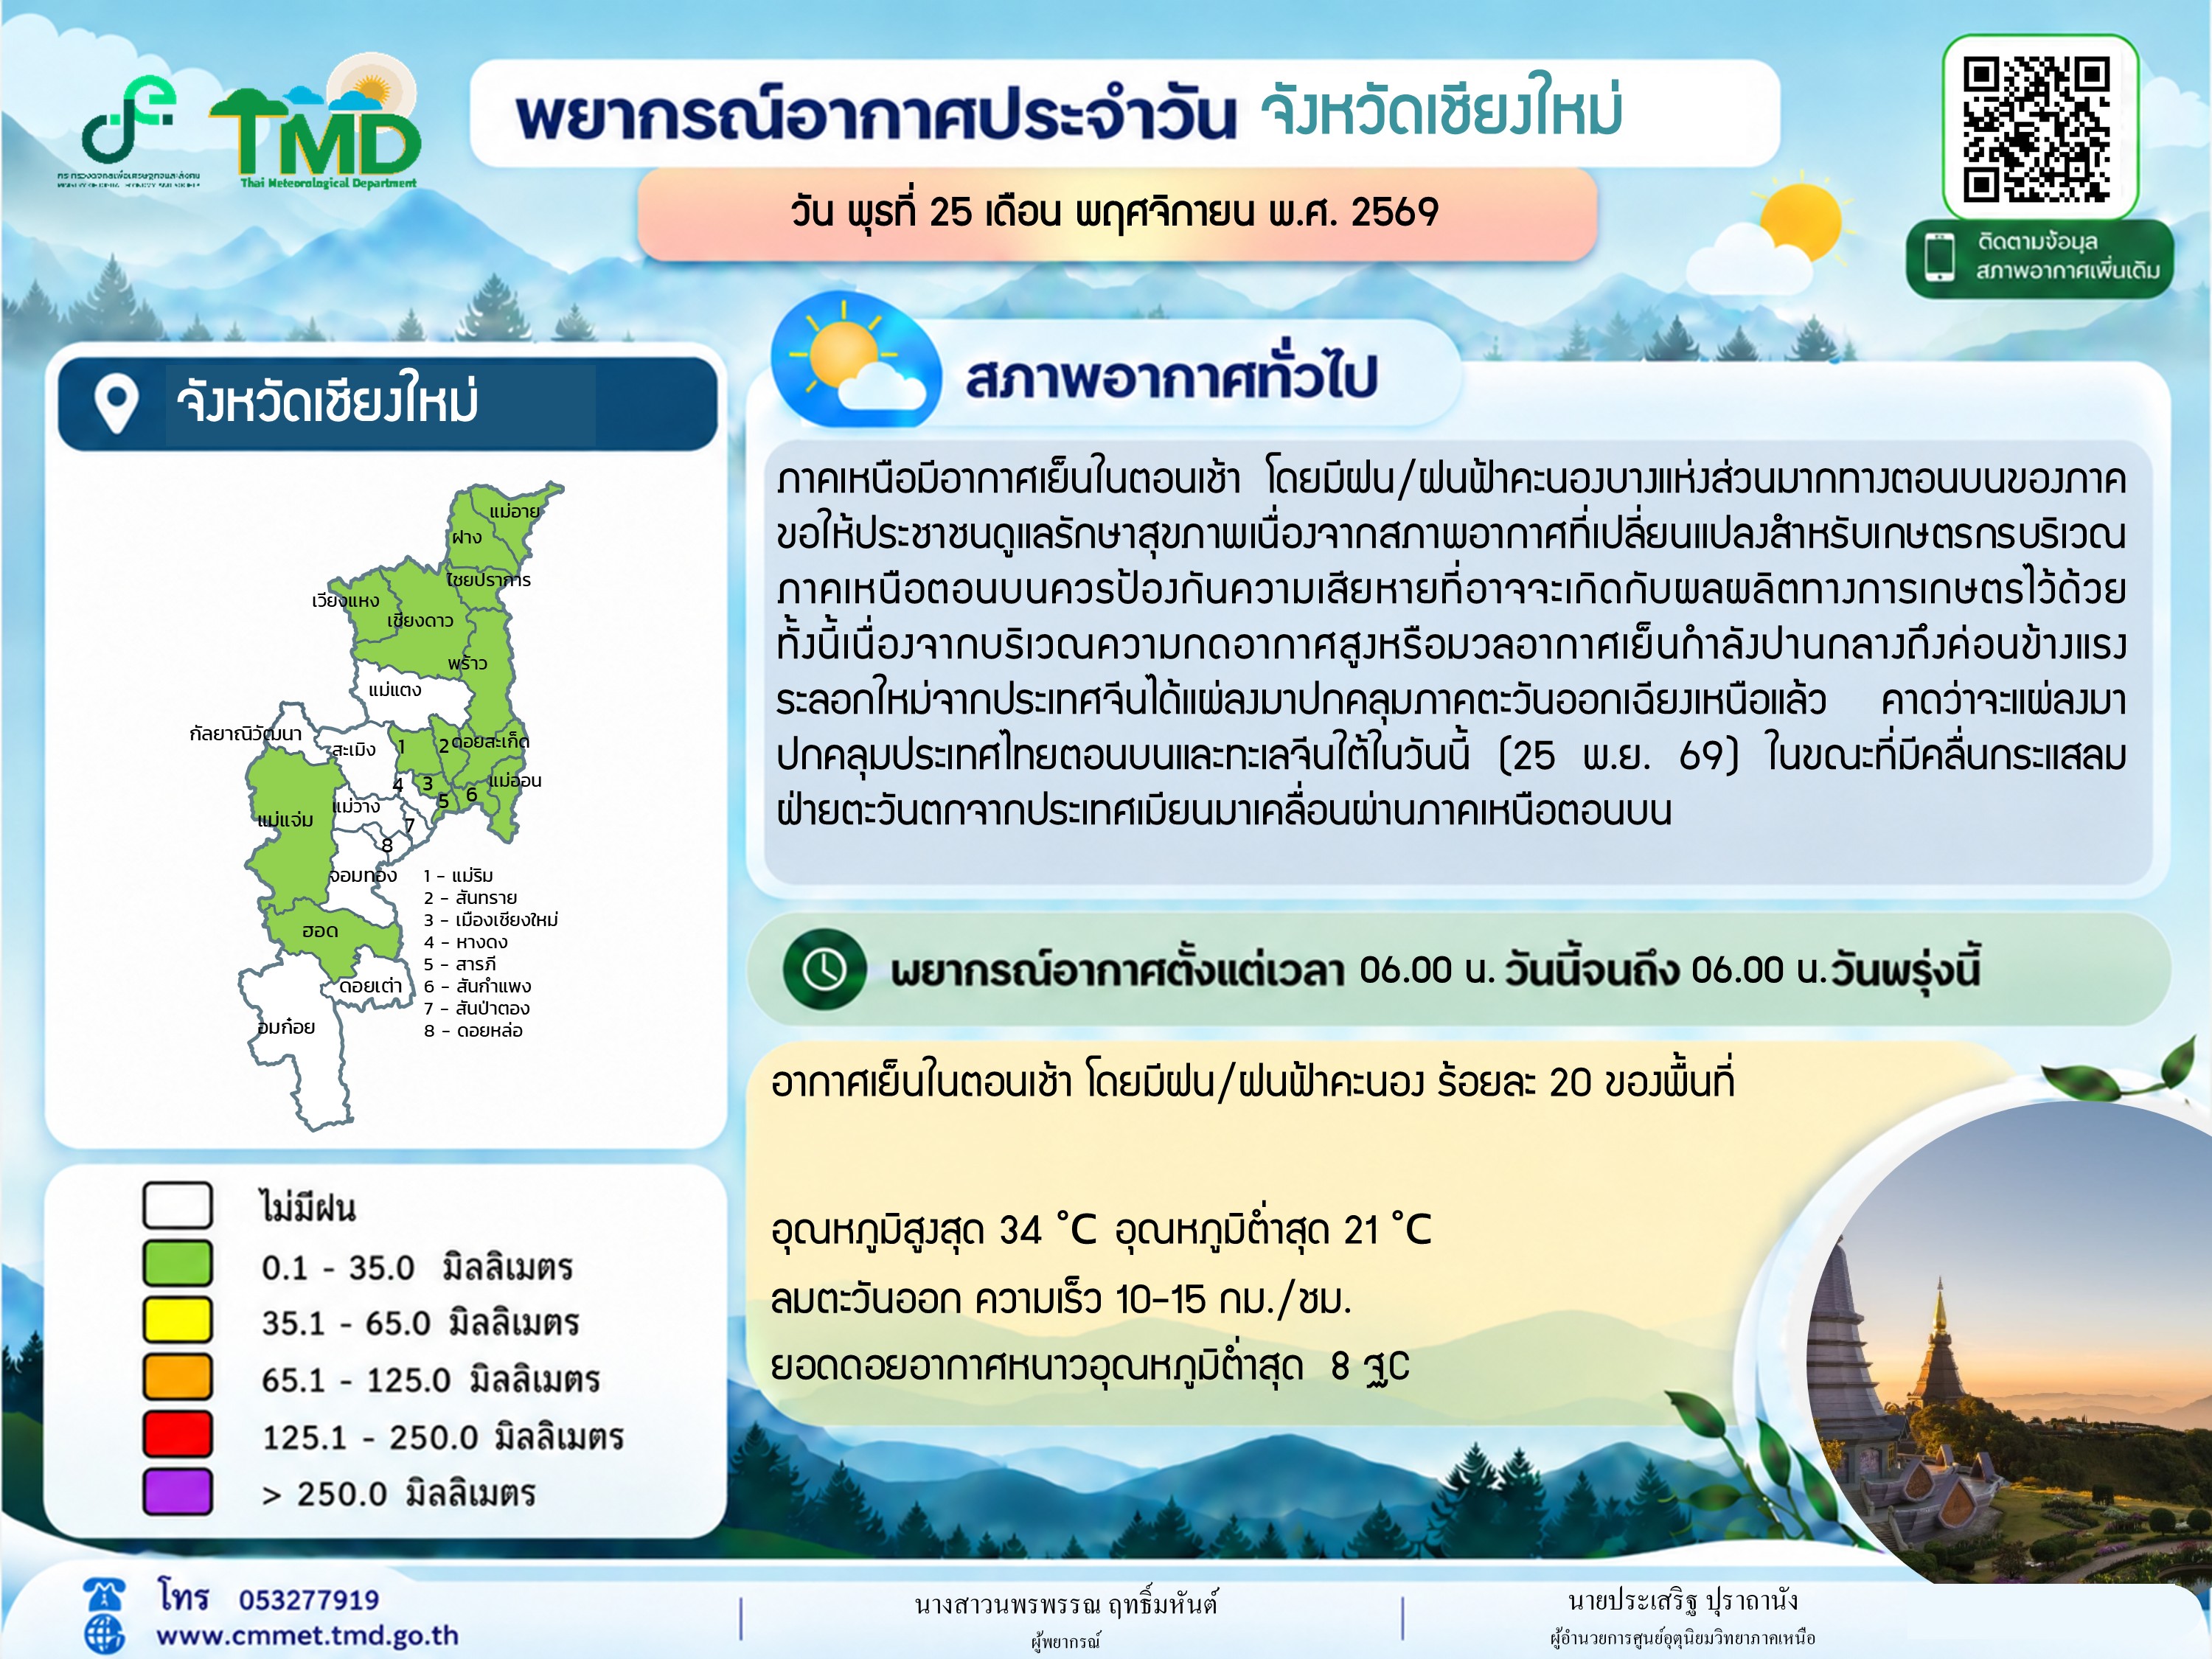 พยากรณ์อากาศประจำวัน จังหวัดเชียงใหม่
วัน พุธที่ 25 เดือน พฤศจิกายน พ.ศ. 2569
TMD
Thai Meteorological Department
ติดตามข้อมูล
สภาพอากาศเพิ่มเติม
จังหวัดเชียงใหม่
แม่อาย
ฝาง
ไชยปราการ
เวียงแหง
เชียงดาว
พร้าว
แม่แตง
กัลยาณิวัฒนา
สะเมิง
1
2
ดอยสะเก็ด
4
3
แม่ออน
5
6
แม่วาง
7
แม่แจ่ม
8
จอมทอง
ฮอด
ดอยเต่า
อมก๋อย
1 - แม่ริม
2 - สันทราย
3 - เมืองเชียงใหม่
4 - หางดง
5 - สารภี
6 - สันกำแพง
7 - สันป่าตอง
8 - ดอยหล่อ
ไม่มีฝน
0.1 - 35.0 มิลลิเมตร
35.1 - 65.0 มิลลิเมตร
65.1 - 125.0 มิลลิเมตร
125.1 - 250.0 มิลลิเมตร
> 250.0 มิลลิเมตร
สภาพอากาศทั่วไป
ภาคเหนือมีอากาศเย็นในตอนเช้า โดยมีฝน/ฝนฟ้าคะนองบางแห่งส่วนมากทางตอนบนของภาค
ขอให้ประชาชนดูแลรักษาสุขภาพเนื่องจากสภาพอากาศที่เปลี่ยนแปลงสำหรับเกษตรกรบริเวณ
ภาคเหนือตอนบนควรป้องกันความเสียหายที่อาจจะเกิดกับผลผลิตทางการเกษตรไว้ด้วย
ทั้งนี้เนื่องจากบริเวณความกดอากาศสูงหรือมวลอากาศเย็นกำลังปานกลางถึงค่อนข้างแรง
ระลอกใหม่จากประเทศจีนได้แผ่ลงมาปกคลุมภาคตะวันออกเฉียงเหนือแล้ว คาดว่าจะแผ่ลงมา
ปกคลุมประเทศไทยตอนบนและทะเลจีนใต้ในวันนี้ (25 พ.ย. 69) ในขณะที่มีคลื่นกระแสลม
ฝ่ายตะวันตกจากประเทศเมียนมาเคลื่อนผ่านภาคเหนือตอนบน
พยากรณ์อากาศตั้งแต่เวลา 06.00 น. วันนี้จนถึง 06.00 น. วันพรุ่งนี้
อากาศเย็นในตอนเช้า โดยมีฝน/ฝนฟ้าคะนอง ร้อยละ 20 ของพื้นที่
อุณหภูมิสูงสุด 34 °C อุณหภูมิต่ำสุด 21 °C
ลมตะวันออก ความเร็ว 10-15 กม./ชม.
ยอดดอยอากาศหนาวอุณหภูมิต่ำสุด 8 ฐC
โทร 053277919
www.cmmet.tmd.go.th
นางสาวนพรพรรณ ฤทธิ์มหันต์
ผู้พยากรณ์
นายประเสริฐ ปุราถานัง
ผู้อำนวยการศูนย์อุตุนิยมวิทยาภาคเหนือ